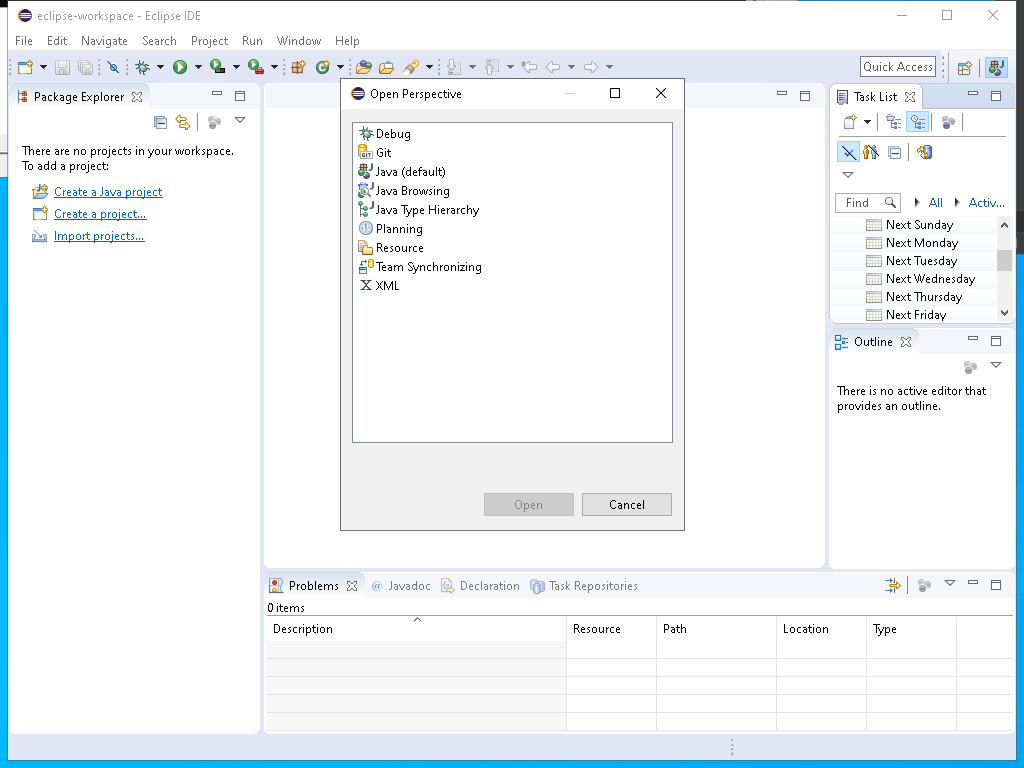 eclipse-workspace - Eclipse IDE
File Edit Navigate Search Project Run Window Help
Quick Access
Package Explorer
There are no projects in your workspace.
To add a project:
Create a Java project
Create a project...
Import projects...
Open Perspective
Debug
Git
Java (default)
Java Browsing
Java Type Hierarchy
Planning
Resource
Team Synchronizing
XML
Open Cancel
Task List
Find All Activ...
Next Sunday
Next Monday
Next Tuesday
Next Wednesday
Next Thursday
Next Friday
Outline
There is no active editor that
provides an outline.
Problems @ Javadoc Declaration Task Repositories
0 items
Description Resource Path Location Type